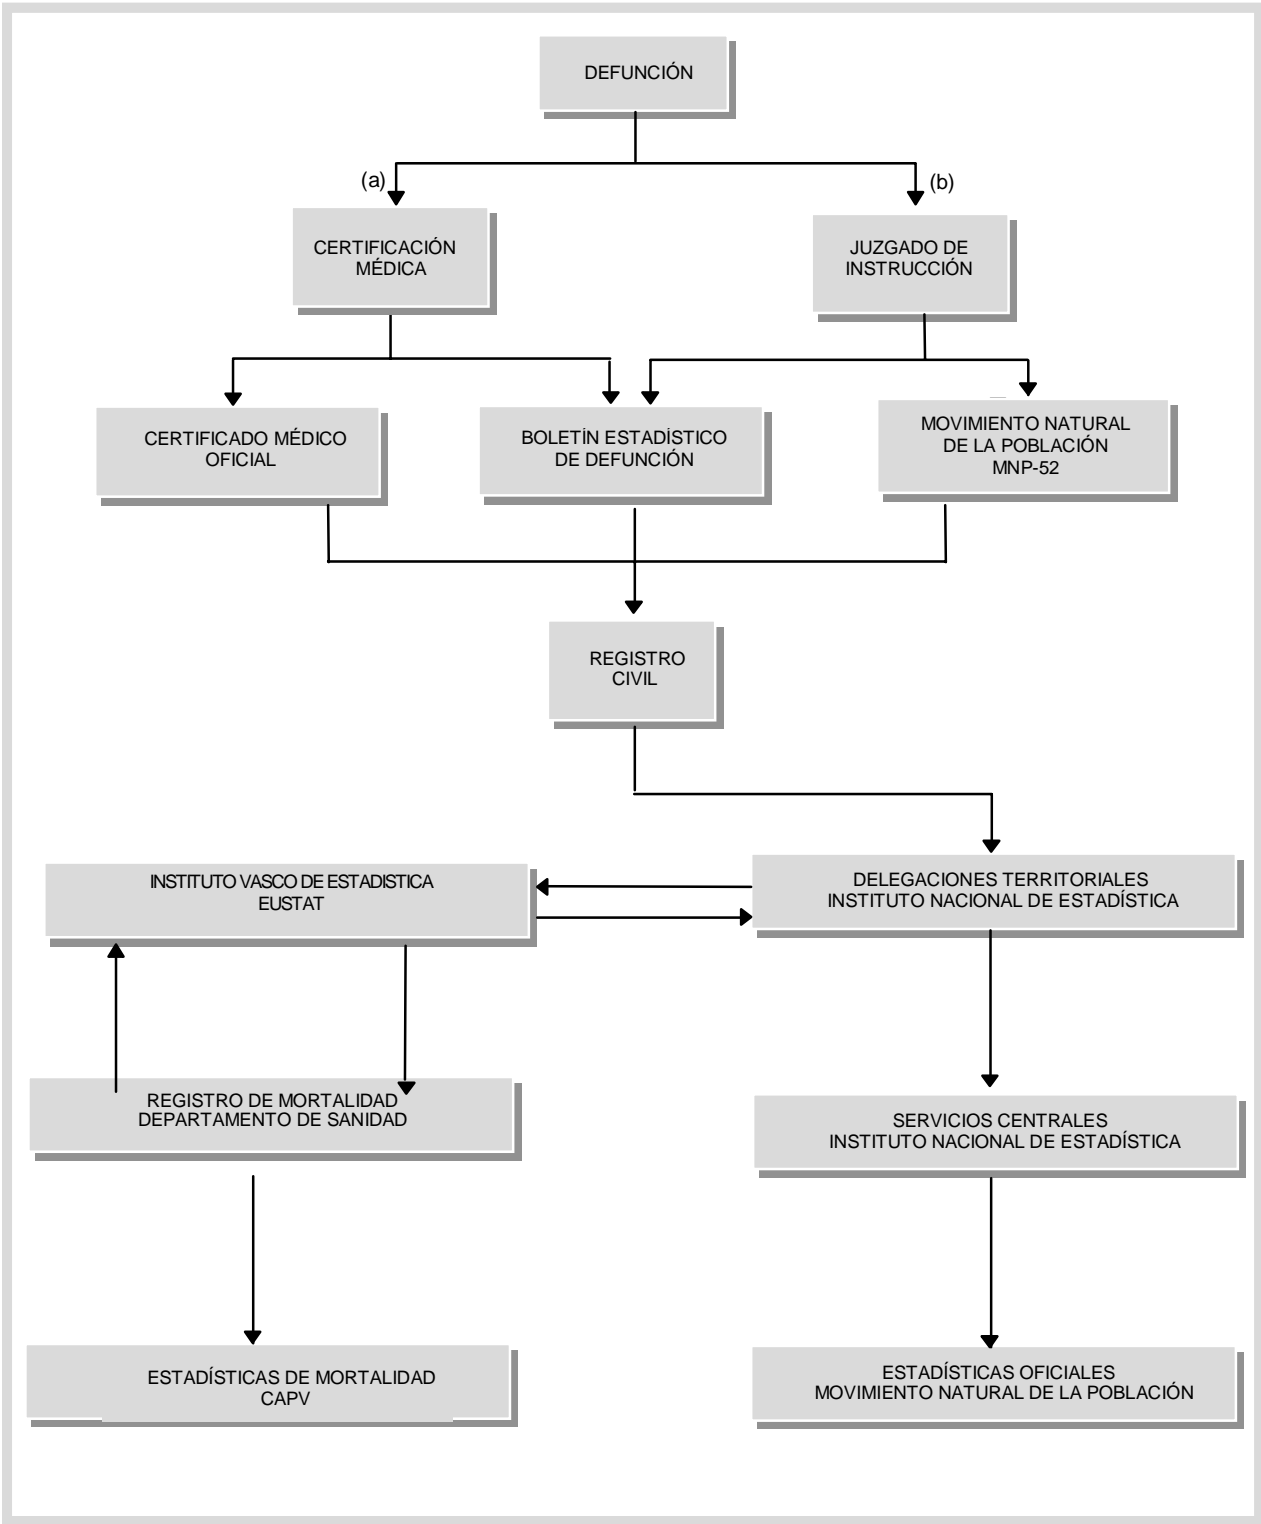 DEFUNCIÓN
(a)
(b)
CERTIFICACIÓN
MÉDICA
JUZGADO DE
INSTRUCCIÓN
CERTIFICADO MÉDICO
OFICIAL
BOLETÍN ESTADÍSTICO
DE DEFUNCIÓN
MOVIMIENTO NATURAL
DE LA POBLACIÓN
MNP-52
REGISTRO
CIVIL
INSTITUTO VASCO DE ESTADISTICA
EUSTAT
DELEGACIONES TERRITORIALES
INSTITUTO NACIONAL DE ESTADÍSTICA
REGISTRO DE MORTALIDAD
DEPARTAMENTO DE SANIDAD
SERVICIOS CENTRALES
INSTITUTO NACIONAL DE ESTADÍSTICA
ESTADÍSTICAS DE MORTALIDAD
CAPV
ESTADÍSTICAS OFICIALES
MOVIMIENTO NATURAL DE LA POBLACIÓN